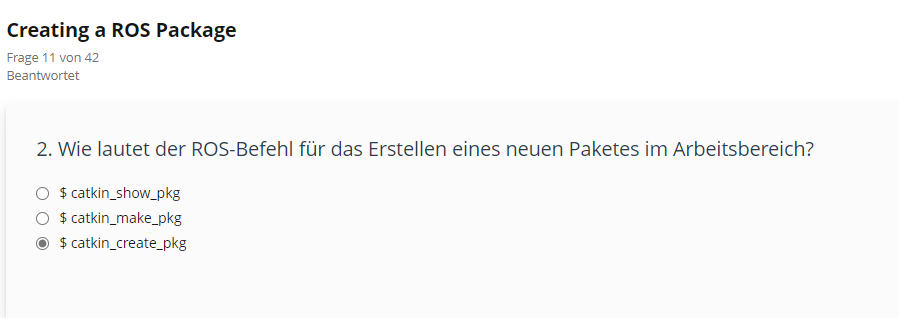 Creating a ROS Package
Frage 11 von 42
Beantwortet
2. Wie lautet der ROS-Befehl für das Erstellen eines neuen Paketes im Arbeitsbereich?
$ catkin_show_pkg
$ catkin_make_pkg
$ catkin_create_pkg